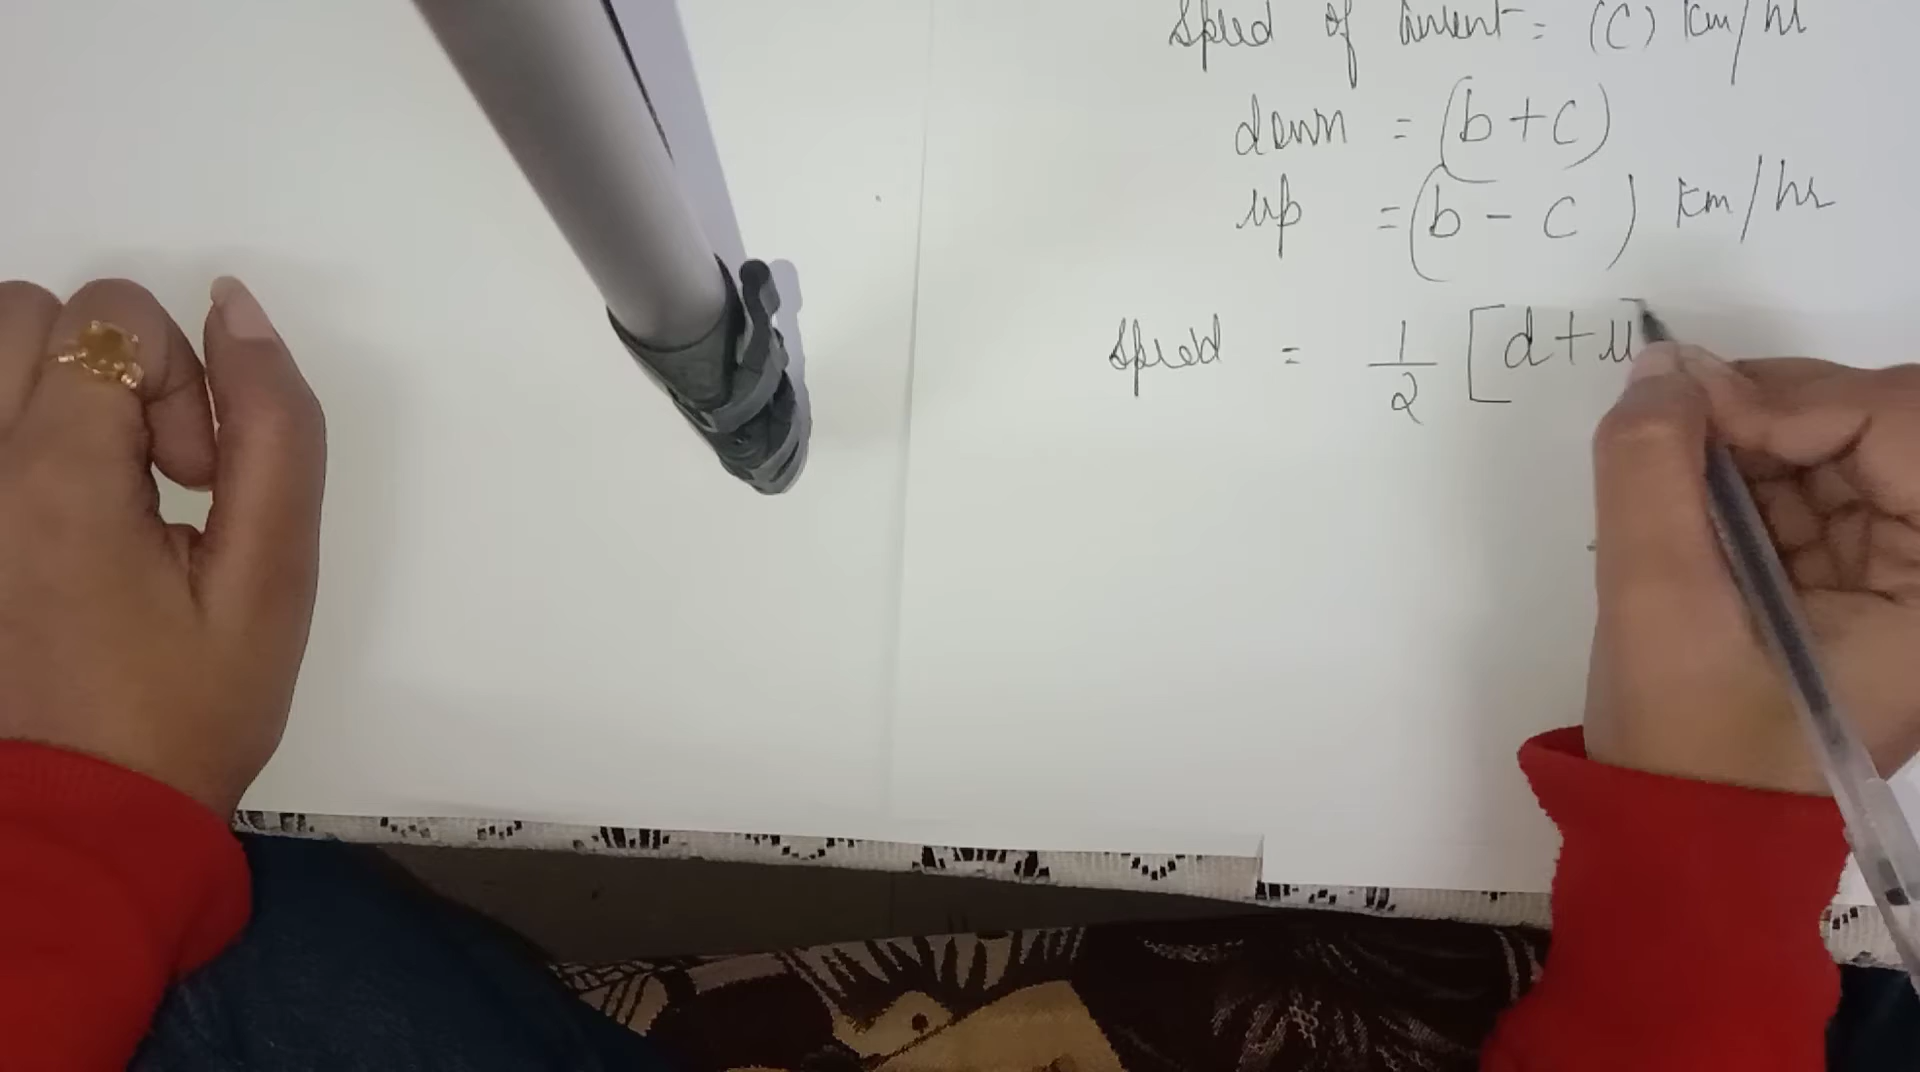 Speed of current = (C) Km/hr
down = (b + c)
up = (b - c) Km/hr
Speed = 1/2 [d + u]